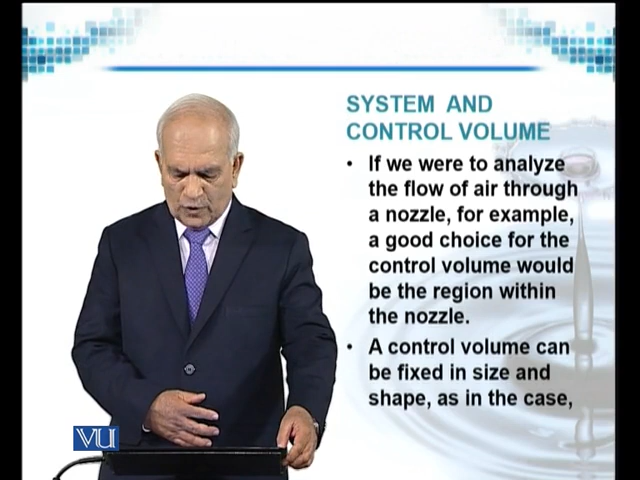 SYSTEM AND
CONTROL VOLUME
• If we were to analyze
the flow of air through
a nozzle, for example,
a good choice for the
control volume would
be the region within
the nozzle.
• A control volume can
be fixed in size and
shape, as in the case,
VU